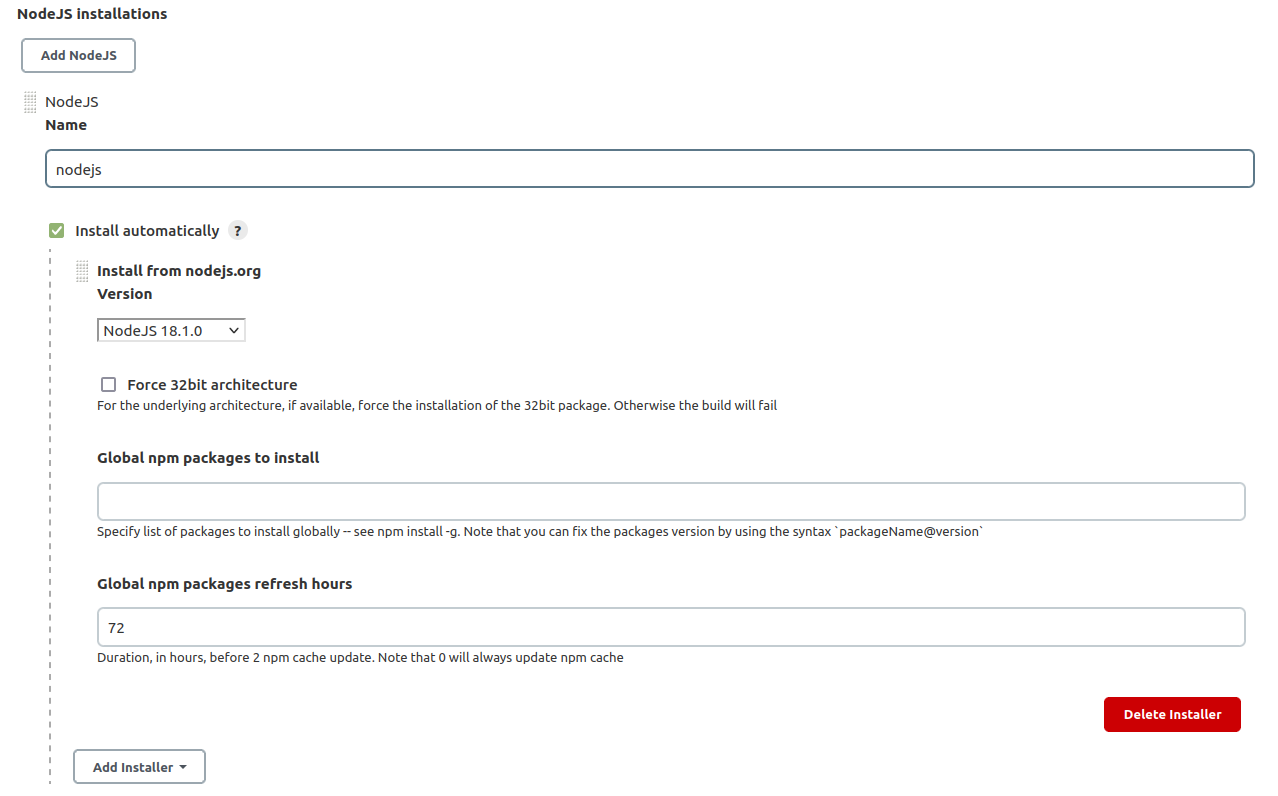 NodeJS installations
Add NodeJS
NodeJS
Name
nodejs
Install automatically ?
Install from nodejs.org
Version
NodeJS 18.1.0
Force 32bit architecture
For the underlying architecture, if available, force the installation of the 32bit package. Otherwise the build will fail
Global npm packages to install
Specify list of packages to install globally -- see npm install -g. Note that you can fix the packages version by using the syntax `packageName@version`
Global npm packages refresh hours
72
Duration, in hours, before 2 npm cache update. Note that 0 will always update npm cache
Delete Installer
Add Installer